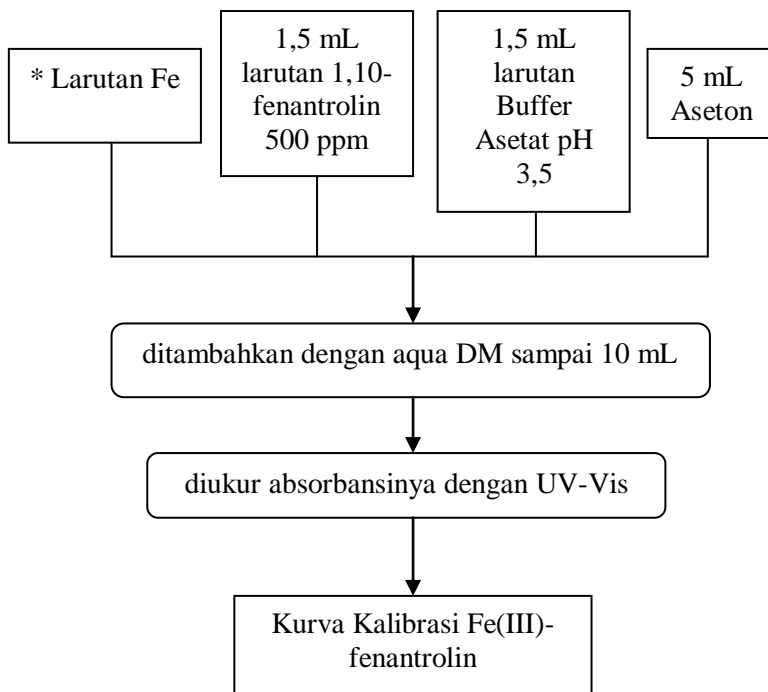 * Larutan Fe
1,5 mL
larutan 1,10-
fenantrolin
500 ppm
1,5 mL
larutan
Buffer
Asetat pH
3,5
5 mL
Aseton
ditambahkan dengan aqua DM sampai 10 mL
diukur absorbansinya dengan UV-Vis
Kurva Kalibrasi Fe(III)-
fenantrolin